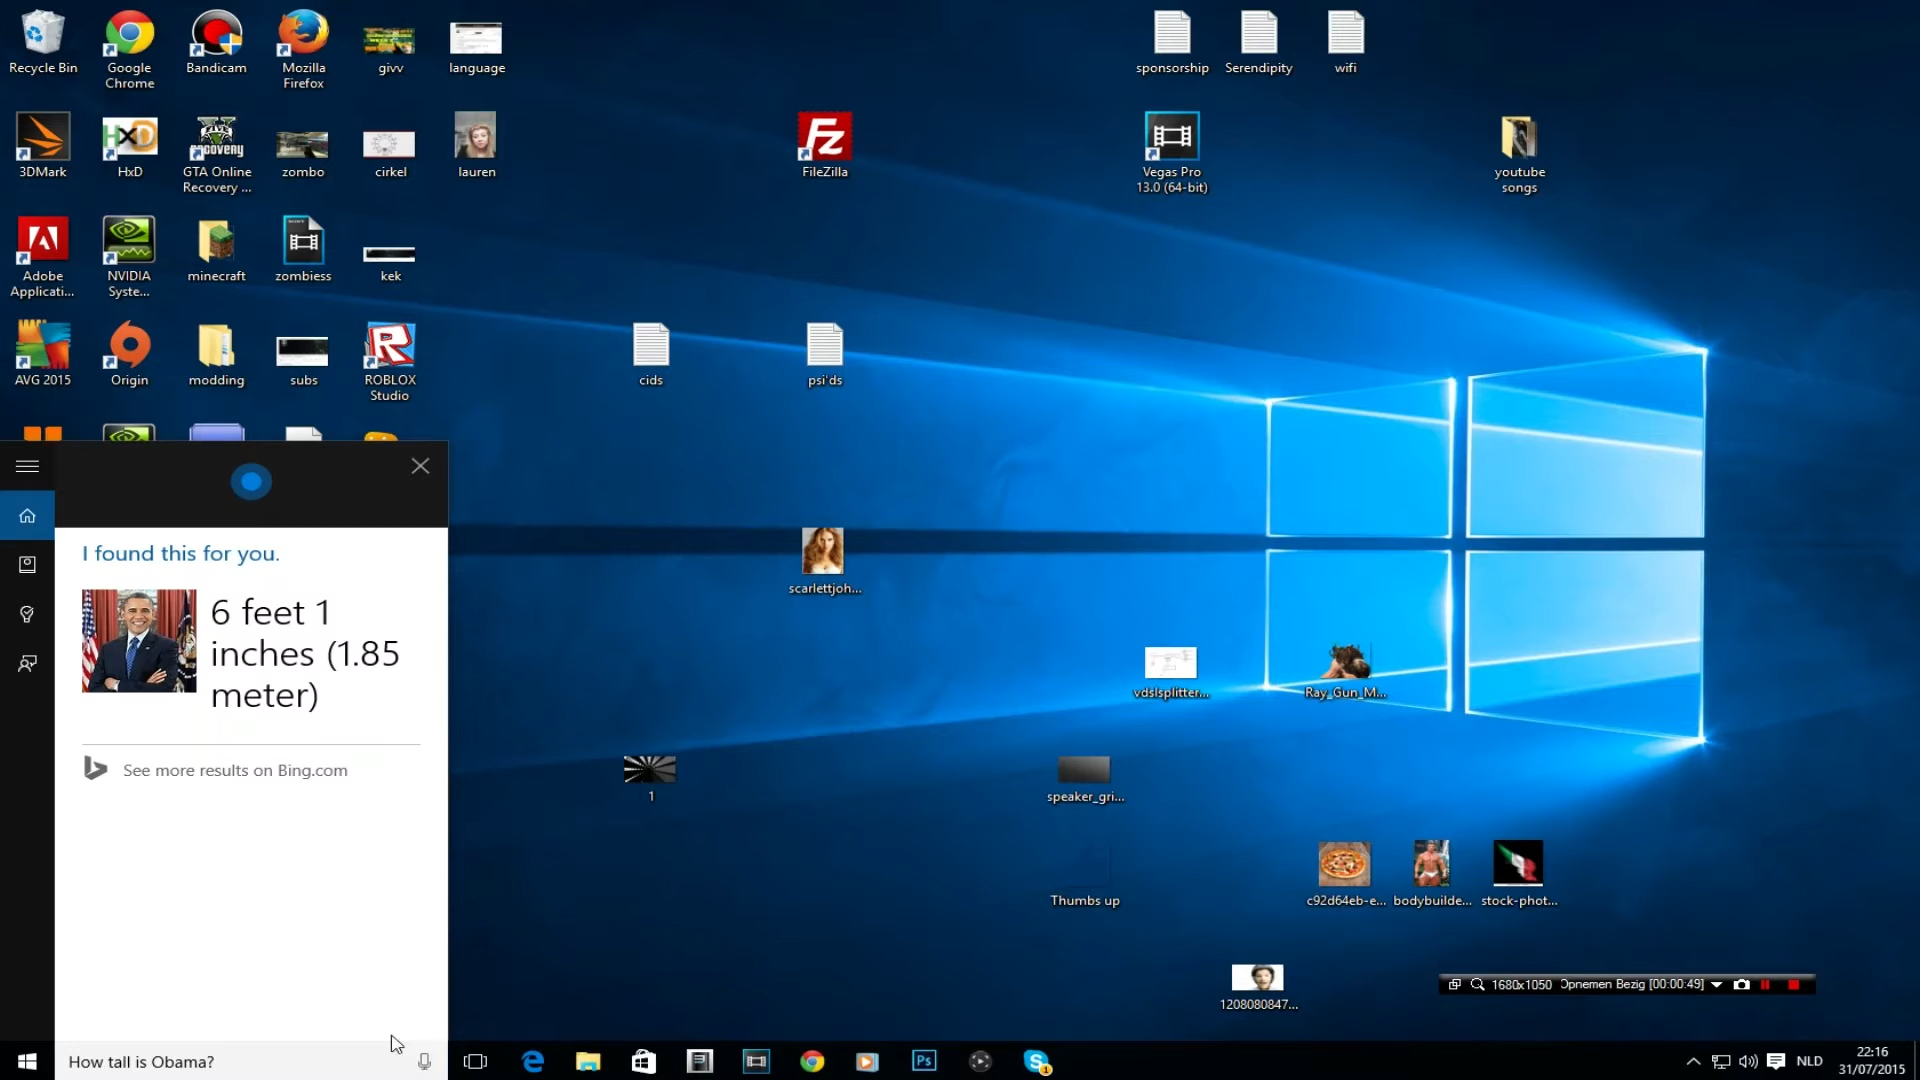 Recycle Bin
Google
Chrome
Bandicam
Mozilla
Firefox
givv
language
sponsorship
Serendipity
wifi
3DMark
HxD
GTA Online
Recovery ...
zombo
cirkel
lauren
FileZilla
Vegas Pro
13.0 (64-bit)
youtube
songs
Adobe
Applicati...
NVIDIA
Syste...
minecraft
zombiess
kek
AVG 2015
Origin
modding
subs
ROBLOX
Studio
cids
psi'ds
I found this for you.
6 feet 1
inches (1.85
meter)
See more results on Bing.com
scarlettjoh...
vdslsplitter...
Ray_Gun_M...
1
speaker_gri...
Thumbs up
c92d64eb-e...
bodybuilde...
stock-phot...
1208080847...
1680x1050 Opnemen Bezig [00:00:49]
How tall is Obama?
NLD
22:16
31/07/2015